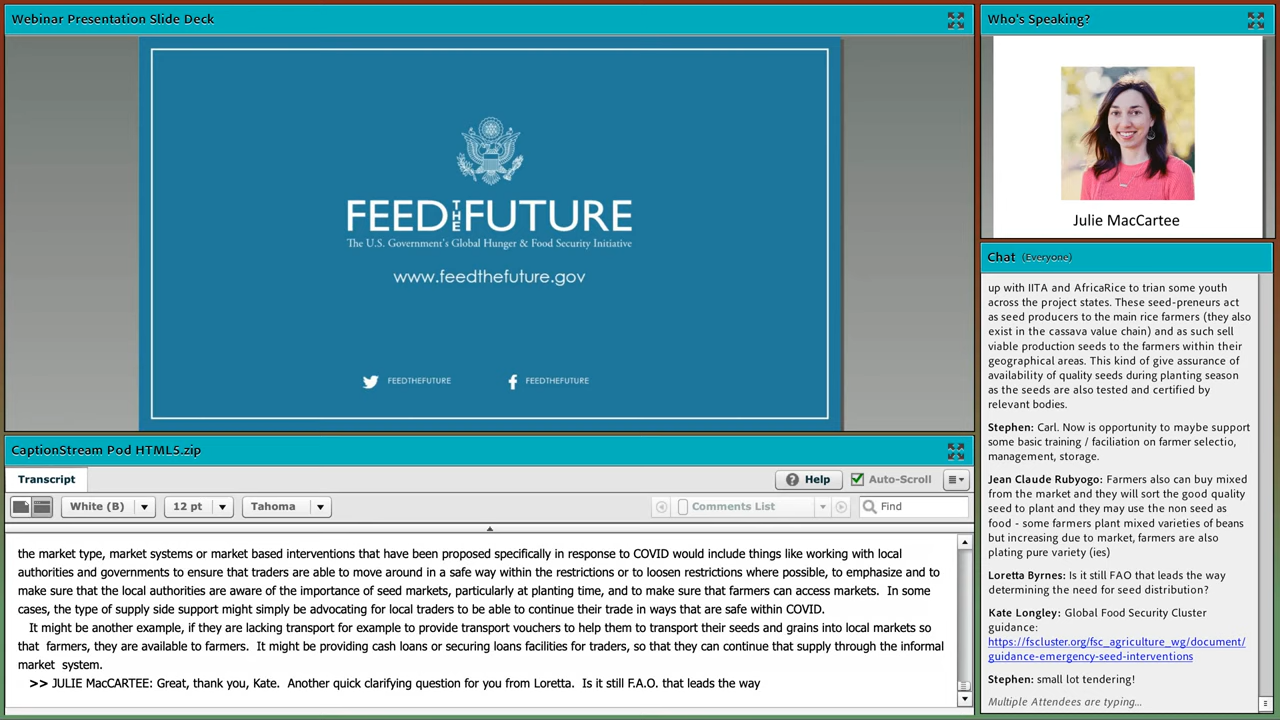 Webinar Presentation Slide Deck
FEED THE FUTURE
The U.S. Government's Global Hunger & Food Security Initiative
www.feedthefuture.gov
FEEDTHEFUTURE
FEEDTHEFUTURE
Who's Speaking?
Julie MacCartee
Chat (Everyone)
up with IITA and AfricaRice to trian some youth
across the project states. These seed-preneurs act
as seed producers to the main rice farmers (they also
exist in the cassava value chain) and as such sell
viable production seeds to the farmers within their
geographical areas. This kind of give assurance of
availability of quality seeds during planting season
as the seeds are also tested and certified by
relevant bodies.
Stephen: Carl. Now is opportunity to maybe support
some basic training / faciliation on farmer selectio,
management, storage.
Jean Claude Rubyogo: Farmers also can buy mixed
from the market and they will sort the good quality
seed to plant and they may use the non seed as
food - some farmers plant mixed varieties of beans
but increasing due to market, farmers are also
plating pure variety (ies)
Loretta Byrnes: Is it still FAO that leads the way
determining the need for seed distribution?
Kate Longley: Global Food Security Cluster
guidance:
https://fscluster.org/fsc_agriculture_wg/document/
guidance-emergency-seed-interventions
Stephen: small lot tendering!
Multiple Attendees are typing...
CaptionStream Pod HTML5.zip
Transcript
Help
Auto-Scroll
White (B)
12 pt
Tahoma
Comments List
Find
the market type, market systems or market based interventions that have been proposed specifically in response to COVID would include things like working with local
authorities and governments to ensure that traders are able to move around in a safe way within the restrictions or to loosen restrictions where possible, to emphasize and to
make sure that the local authorities are aware of the importance of seed markets, particularly at planting time, and to make sure that farmers can access markets. In some
cases, the type of supply side support might simply be advocating for local traders to be able to continue their trade in ways that are safe within COVID.
It might be another example, if they are lacking transport for example to provide transport vouchers to help them to transport their seeds and grains into local markets so
that farmers, they are available to farmers. It might be providing cash loans or securing loans facilities for traders, so that they can continue that supply through the informal
market system.
>> JULIE MacCARTEE: Great, thank you, Kate. Another quick clarifying question for you from Loretta. Is it still F.A.O. that leads the way